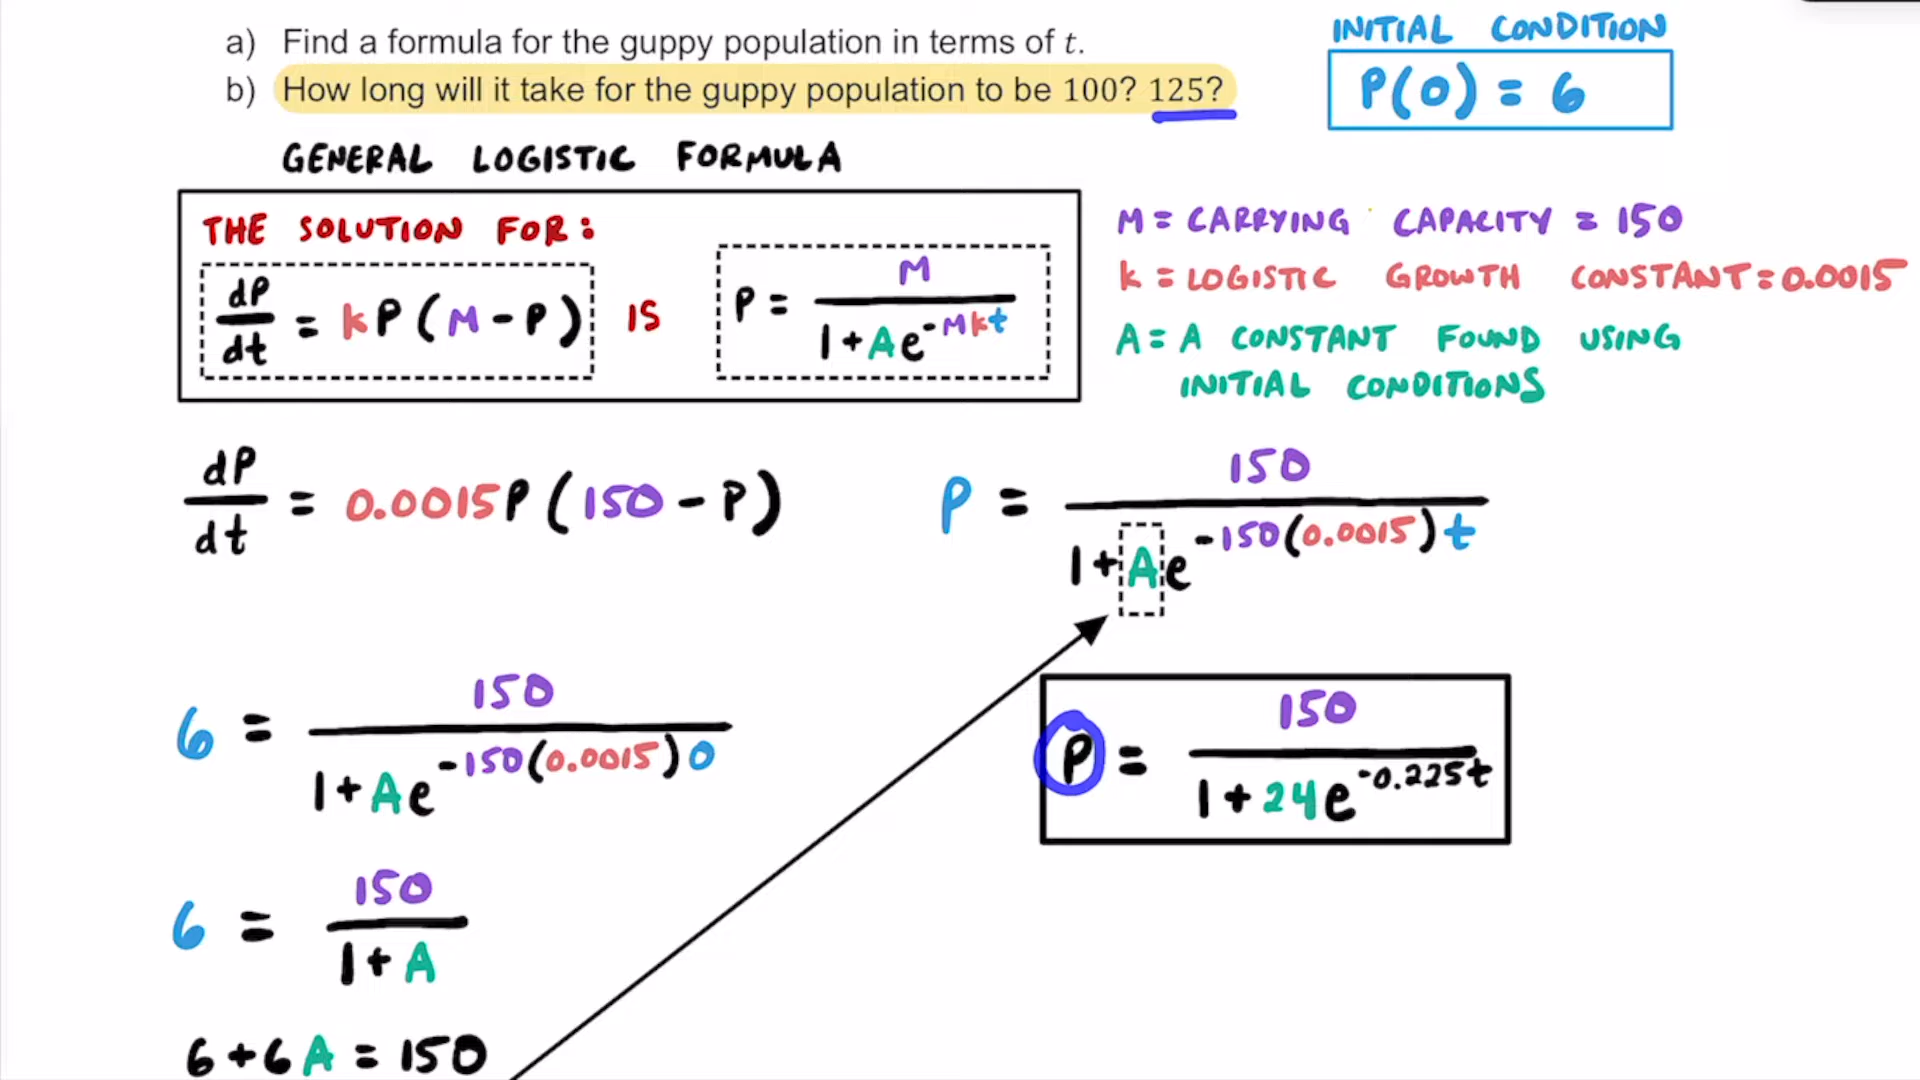 a) Find a formula for the guppy population in terms of t.
b) How long will it take for the guppy population to be 100? 125?
INITIAL CONDITION
P(0) = 6
GENERAL LOGISTIC FORMULA
THE SOLUTION FOR:
dP/dt = kP(M-P) IS P = M/(1+Ae^-Mkt)
M = CARRYING CAPACITY = 150
k = LOGISTIC GROWTH CONSTANT = 0.0015
A = A CONSTANT FOUND USING
INITIAL CONDITIONS
dP/dt = 0.0015P(150-P)
P = 150/(1+Ae^-150(0.0015)t)
6 = 150/(1+Ae^-150(0.0015)0)
P = 150/(1+24e^-0.225t)
6 = 150/(1+A)
6+6A = 150